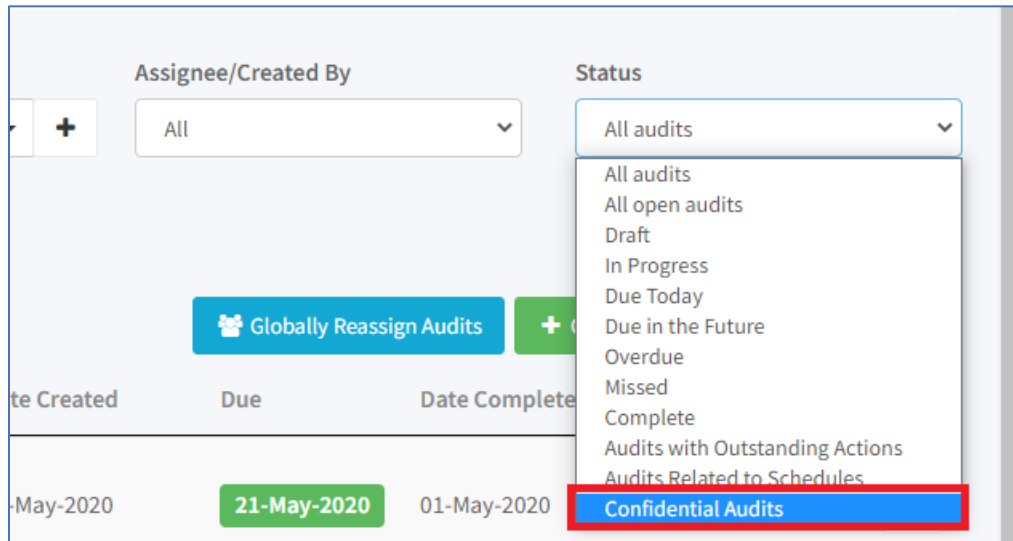 Assignee/Created By
Status
All
All audits
All audits
All open audits
Draft
In Progress
Due Today
Due in the Future
Overdue
Missed
Complete
Audits with Outstanding Actions
Audits Related to Schedules
Confidential Audits
Globally Reassign Audits
te Created
Due
Date Complete
-May-2020
21-May-2020
01-May-2020